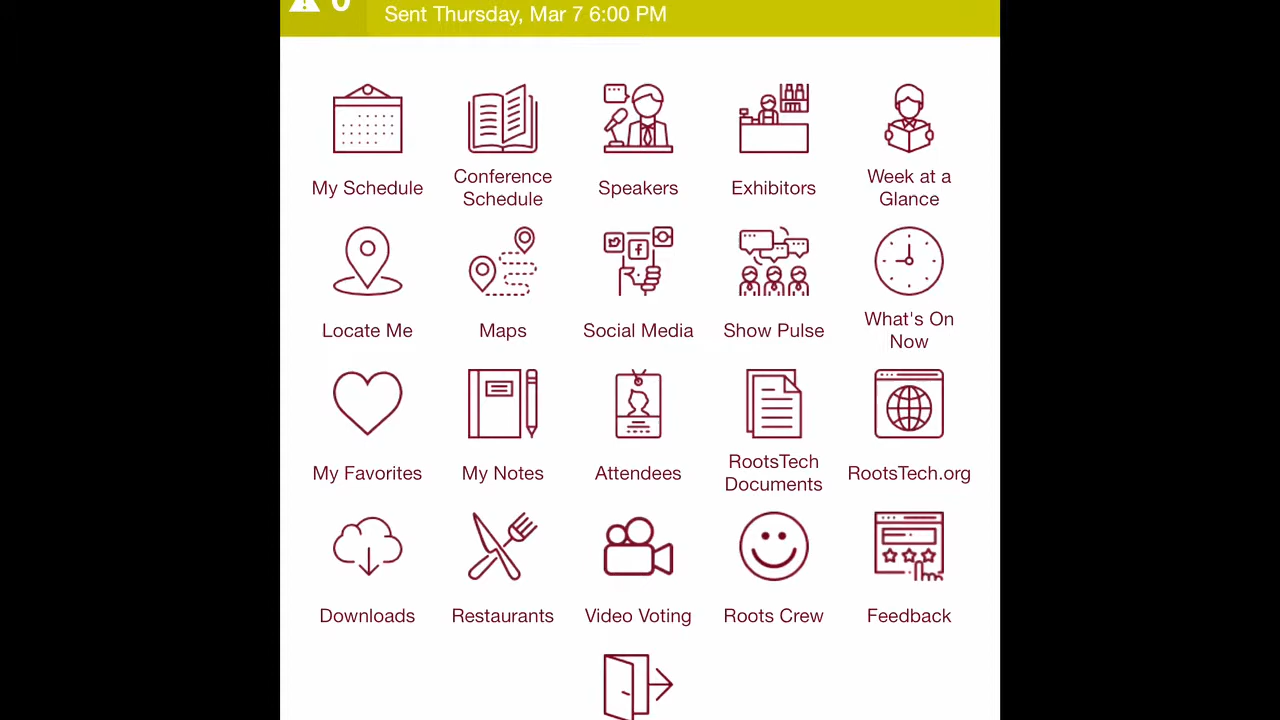 0
Sent Thursday, Mar 7 6:00 PM
My Schedule
Conference
Schedule
Speakers
Exhibitors
Week at a
Glance
Locate Me
Maps
Social Media
Show Pulse
What's On
Now
My Favorites
My Notes
Attendees
RootsTech
Documents
RootsTech.org
Downloads
Restaurants
Video Voting
Roots Crew
Feedback